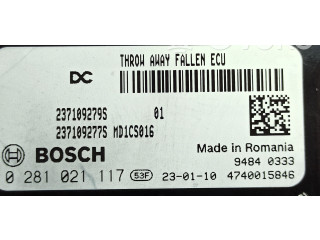 THROW AWAY FALLEN ECU
DC
237109279S 01
237109277S MD1CS016
BOSCH
Made in Romania
9484 0333
0 281 021 117 53F 23-01-10 4740015846